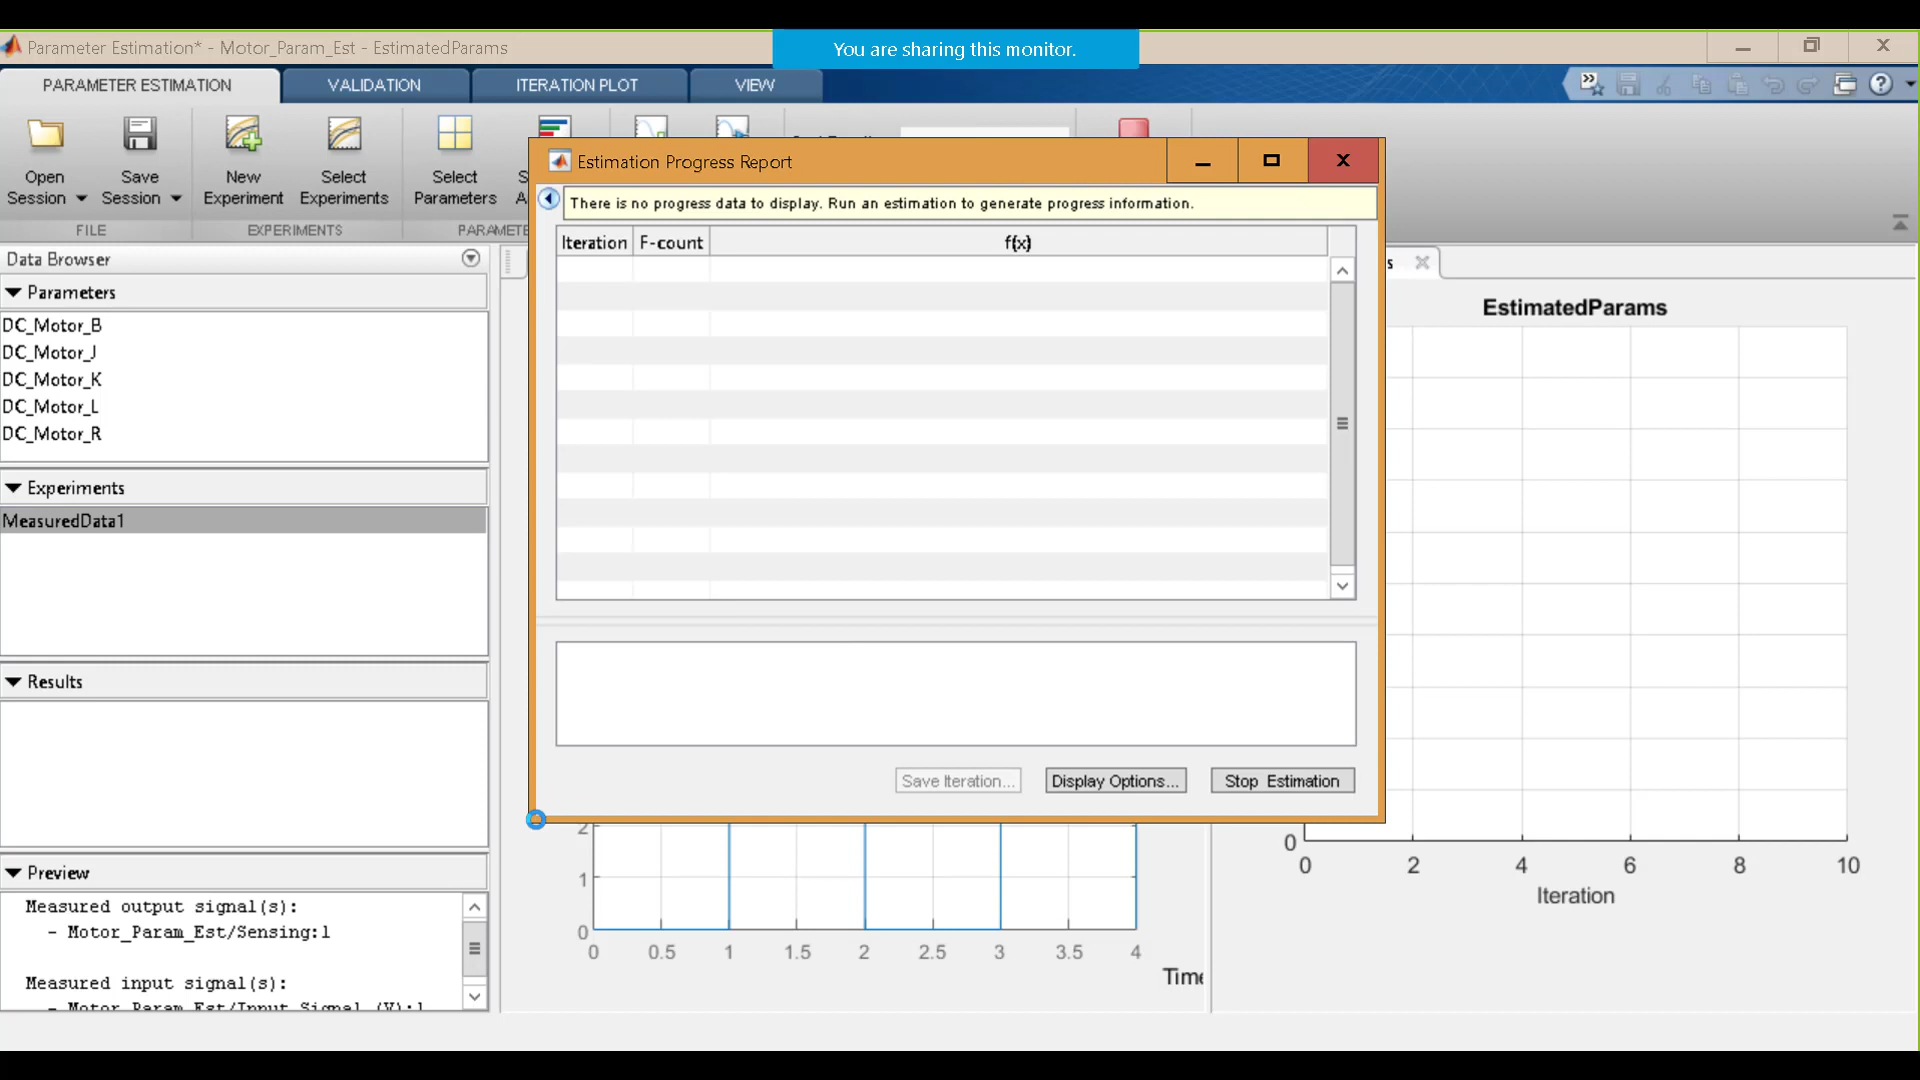 You are sharing this monitor.
Parameter Estimation* - Motor_Param_Est - EstimatedParams
PARAMETER ESTIMATION
VALIDATION
ITERATION PLOT
VIEW
Open
Session
Save
Session
New
Experiment
Select
Experiments
Select
Parameters
FILE
EXPERIMENTS
Estimation Progress Report
There is no progress data to display. Run an estimation to generate progress information.
Iteration F-count f(x)
Save Iteration...
Display Options...
Stop Estimation
Data Browser
Parameters
DC_Motor_B
DC_Motor_J
DC_Motor_K
DC_Motor_L
DC_Motor_R
Experiments
MeasuredData1
Results
Preview
Measured output signal(s):
- Motor_Param_Est/Sensing:1
Measured input signal(s):
- Motor_Param_Est/Input Signal (V):1
2
1
0
0 0.5 1 1.5 2 2.5 3 3.5 4
Time
EstimatedParams
0
0 2 4 6 8 10
Iteration